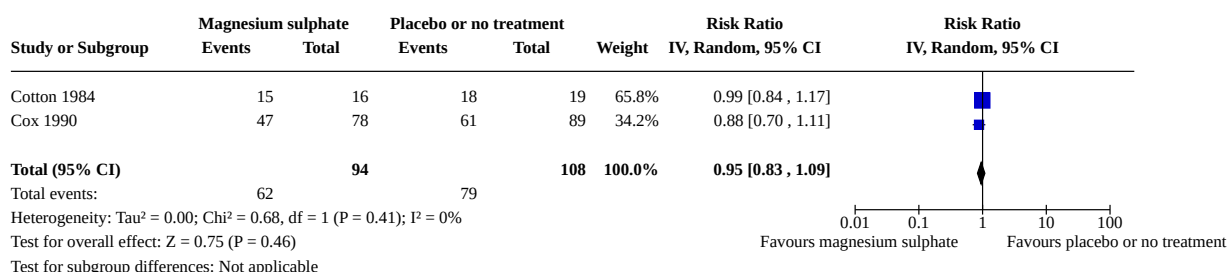 Magnesium sulphate Placebo or no treatment Risk Ratio Risk Ratio
Study or Subgroup Events Total Events Total Weight IV, Random, 95% CI IV, Random, 95% CI
Cotton 1984 15 16 18 19 65.8% 0.99 [0.84 , 1.17]
Cox 1990 47 78 61 89 34.2% 0.88 [0.70 , 1.11]
Total (95% CI) 94 108 100.0% 0.95 [0.83 , 1.09]
Total events: 62 79
Heterogeneity: Tau² = 0.00; Chi² = 0.68, df = 1 (P = 0.41); I² = 0%
0.01 0.1 1 10 100
Test for overall effect: Z = 0.75 (P = 0.46)
Favours magnesium sulphate Favours placebo or no treatment
Test for subgroup differences: Not applicable